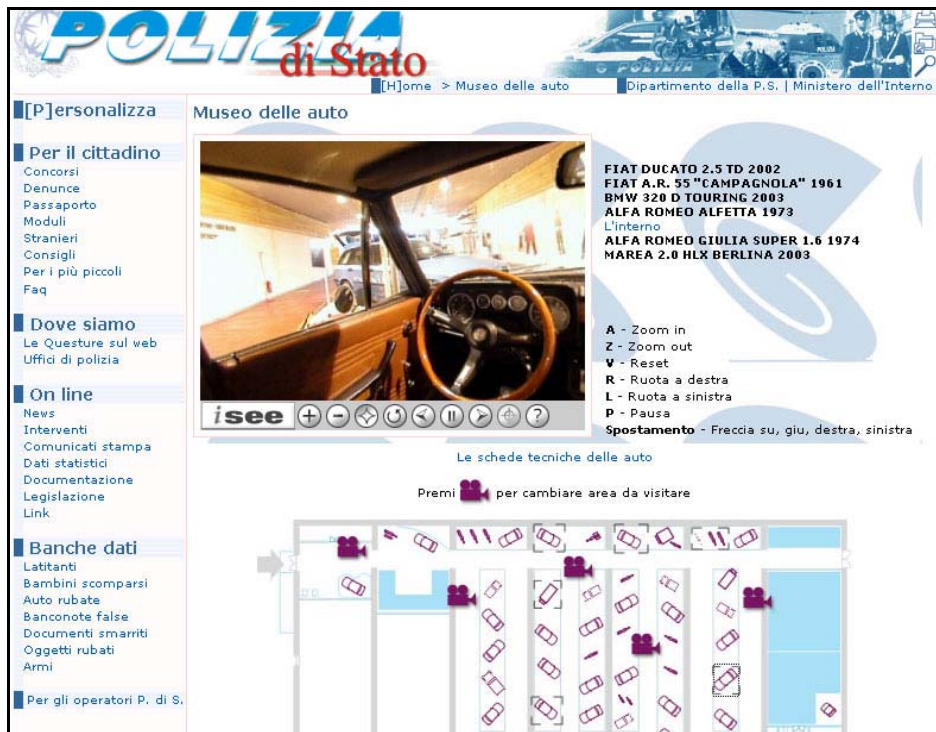 POLIZIA
di Stato
[H]ome > Museo delle auto
Dipartimento della P.S. | Ministero dell'Interno
[P]ersonalizza
Per il cittadino
Concorsi
Denunce
Passaporto
Moduli
Stranieri
Consigli
Per i più piccoli
Faq
Dove siamo
Le Questure sul web
Uffici di polizia
On line
News
Interventi
Comunicati stampa
Dati statistici
Documentazione
Legislazione
Link
Banche dati
Latitanti
Bambini scomparsi
Auto rubate
Banconote false
Documenti smarriti
Oggetti rubati
Armi
Per gli operatori P. di S.
Museo delle auto
isee
FIAT DUCATO 2.5 TD 2002
FIAT A.R. 55 "CAMPAGNOLA" 1961
BMW 320 D TOURING 2003
ALFA ROMEO ALFETTA 1973
L'interno
ALFA ROMEO GIULIA SUPER 1.6 1974
MAREA 2.0 HLX BERLINA 2003
A - Zoom in
Z - Zoom out
V - Reset
R - Ruota a destra
L - Ruota a sinistra
P - Pausa
Spostamento - Freccia su, giu, destra, sinistra
Le schede tecniche delle auto
Premi per cambiare area da visitare